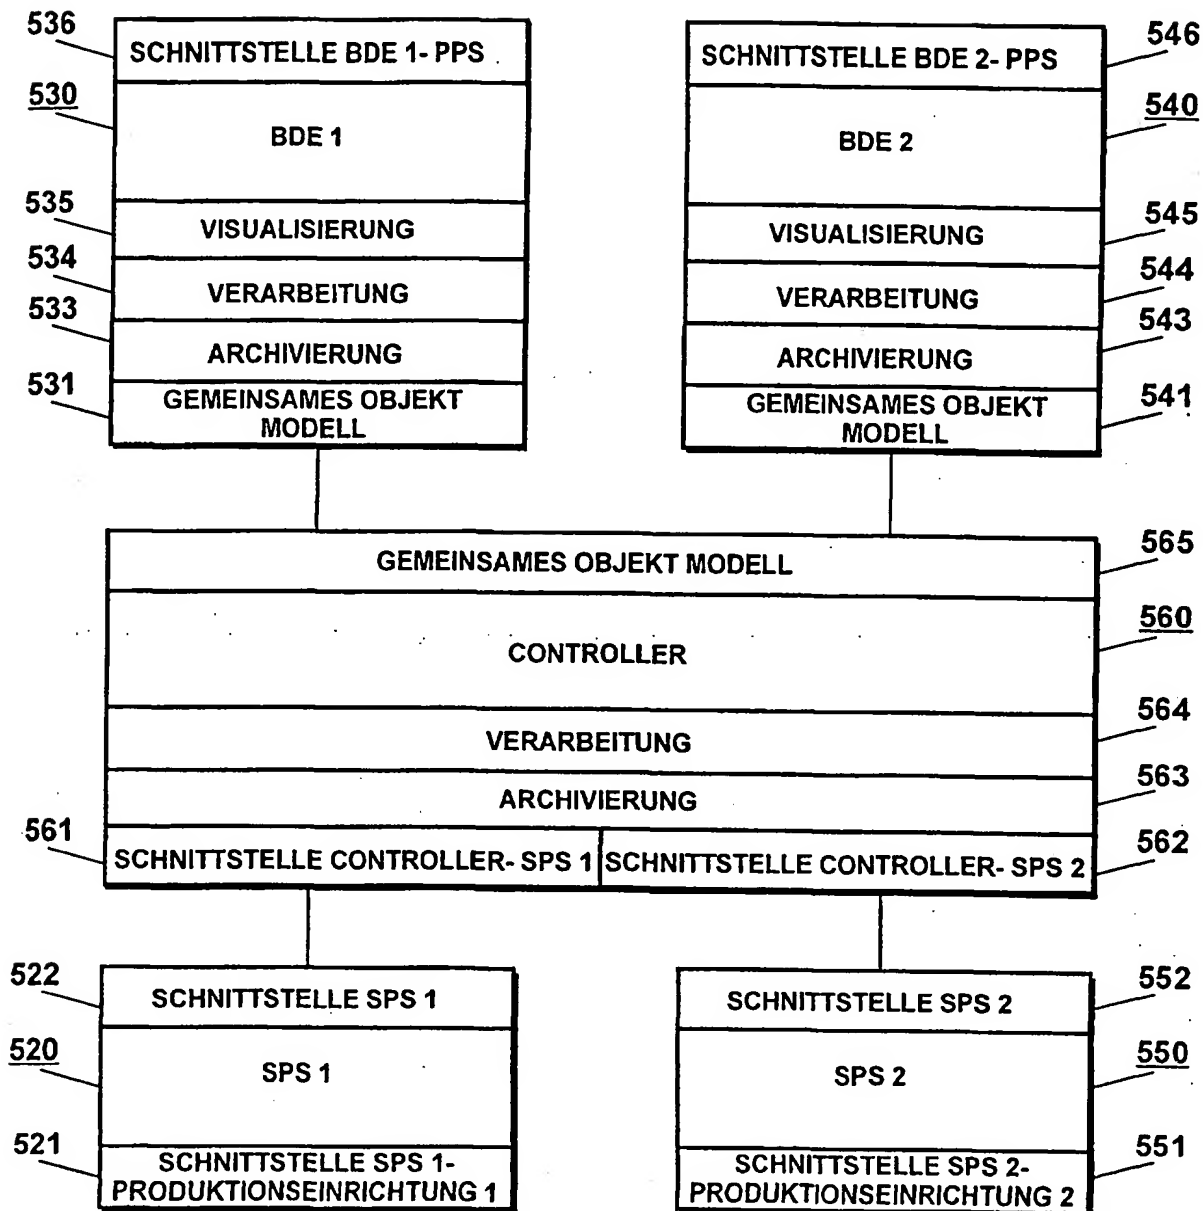 536
SCHNITTSTELLE BDE 1- PPS
530
BDE 1
535
VISUALISIERUNG
534
VERARBEITUNG
533
ARCHIVIERUNG
531
GEMEINSAMES OBJEKT
MODELL
SCHNITTSTELLE BDE 2- PPS
546
BDE 2
540
VISUALISIERUNG
545
VERARBEITUNG
544
ARCHIVIERUNG
543
GEMEINSAMES OBJEKT
MODELL
541
GEMEINSAMES OBJEKT MODELL
565
CONTROLLER
560
VERARBEITUNG
564
ARCHIVIERUNG
563
561
SCHNITTSTELLE CONTROLLER- SPS 1
SCHNITTSTELLE CONTROLLER- SPS 2
562
522
SCHNITTSTELLE SPS 1
520
SPS 1
521
SCHNITTSTELLE SPS 1-
PRODUKTIONSEINRICHTUNG 1
SCHNITTSTELLE SPS 2
552
SPS 2
550
SCHNITTSTELLE SPS 2-
PRODUKTIONSEINRICHTUNG 2
551